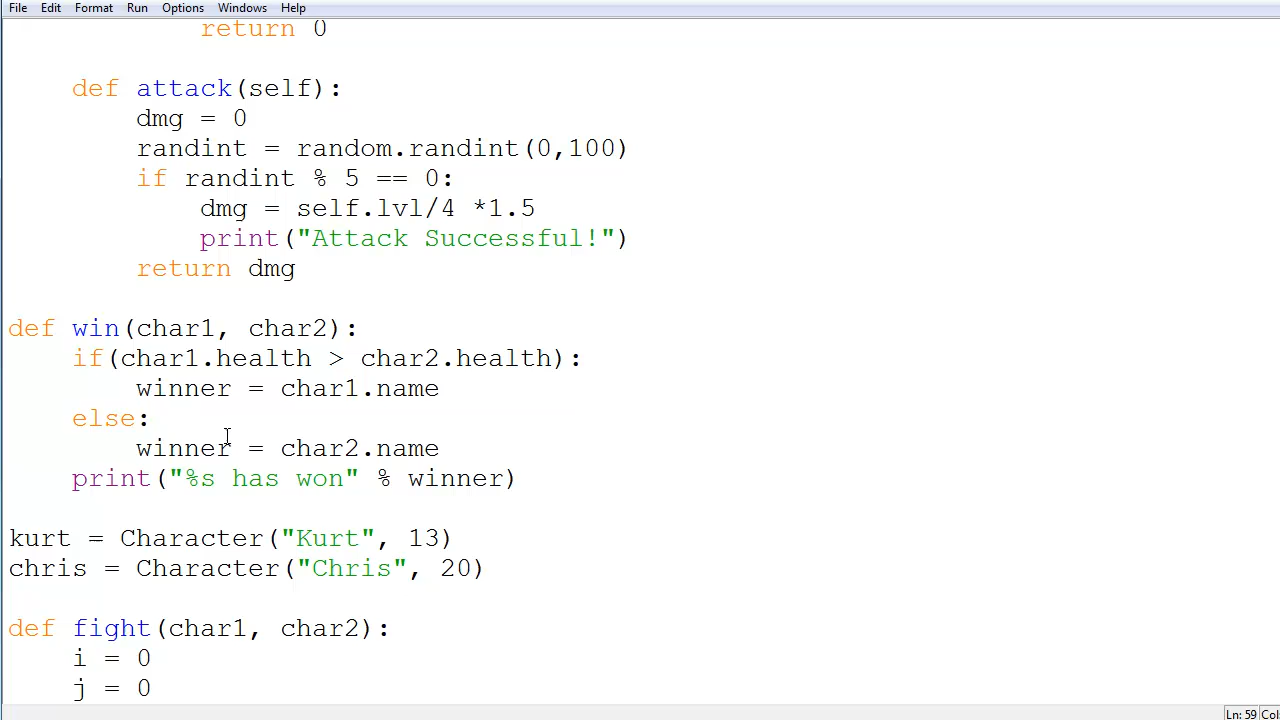 File Edit Format Run Options Windows Help
            return 0

    def attack(self):
        dmg = 0
        randint = random.randint(0,100)
        if randint % 5 == 0:
            dmg = self.lvl/4 *1.5
            print("Attack Successful!")
        return dmg

def win(char1, char2):
    if(char1.health > char2.health):
        winner = char1.name
    else:
        winner = char2.name
    print("%s has won" % winner)

kurt = Character("Kurt", 13)
chris = Character("Chris", 20)

def fight(char1, char2):
    i = 0
    j = 0
Ln: 59 Col